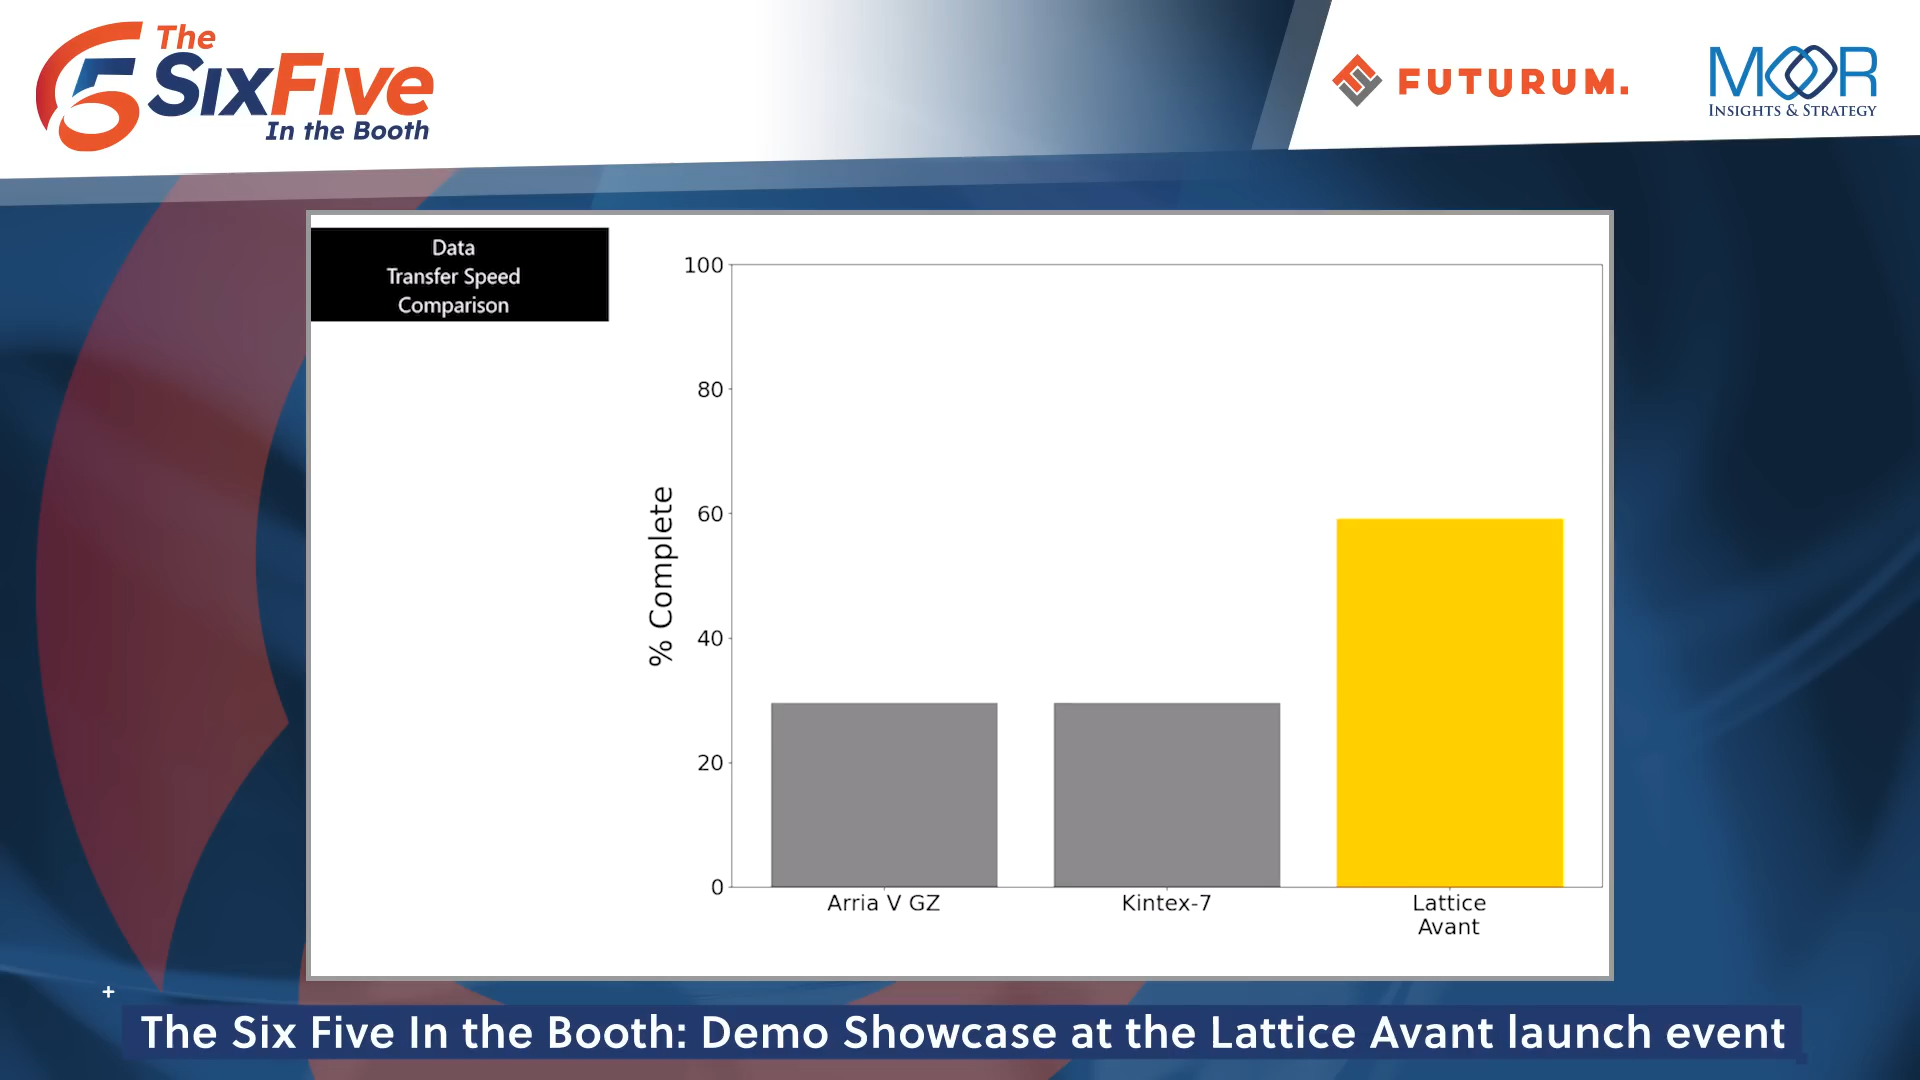 The
SixFive
In the Booth
FUTURUM.
MOOR
INSIGHTS & STRATEGY
Data
Transfer Speed
Comparison
100
80
60
40
20
0
% Complete
Arria V GZ
Kintex-7
Lattice
Avant
The Six Five In the Booth: Demo Showcase at the Lattice Avant launch event